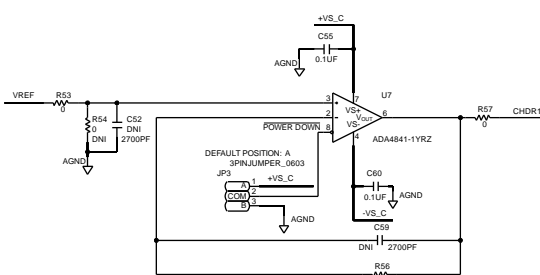 +VS_C
C55
AGND
0.1UF
VREF
R53
0
R54
0
DNI
C52
DNI
2700PF
AGND
3
2
8
7
VS+
VOUT
VS-
6
4
U7
ADA4841-1YRZ
R57
0
CHDR1
POWER DOWN
DEFAULT POSITION: A
3PINJUMPER_0603
JP3
A
1
+VS_C
COM
2
B
3
AGND
C60
0.1UF
AGND
-VS_C
C59
DNI
2700PF
R56